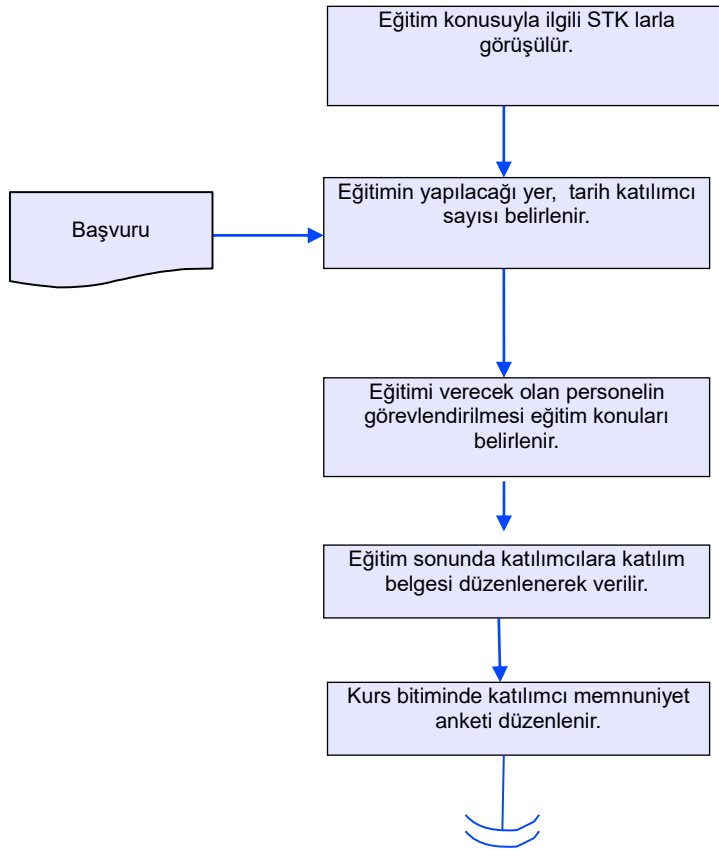 Eğitim konusuyla ilgili STK larla
görüşülür.
Eğitimin yapılacağı yer, tarih katılımcı
sayısı belirlenir.
Başvuru
Eğitimi verecek olan personelin
görevlendirilmesi eğitim konuları
belirlenir.
Eğitim sonunda katılımcılara katılım
belgesi düzenlenerek verilir.
Kurs bitiminde katılımcı memnuniyet
anketi düzenlenir.